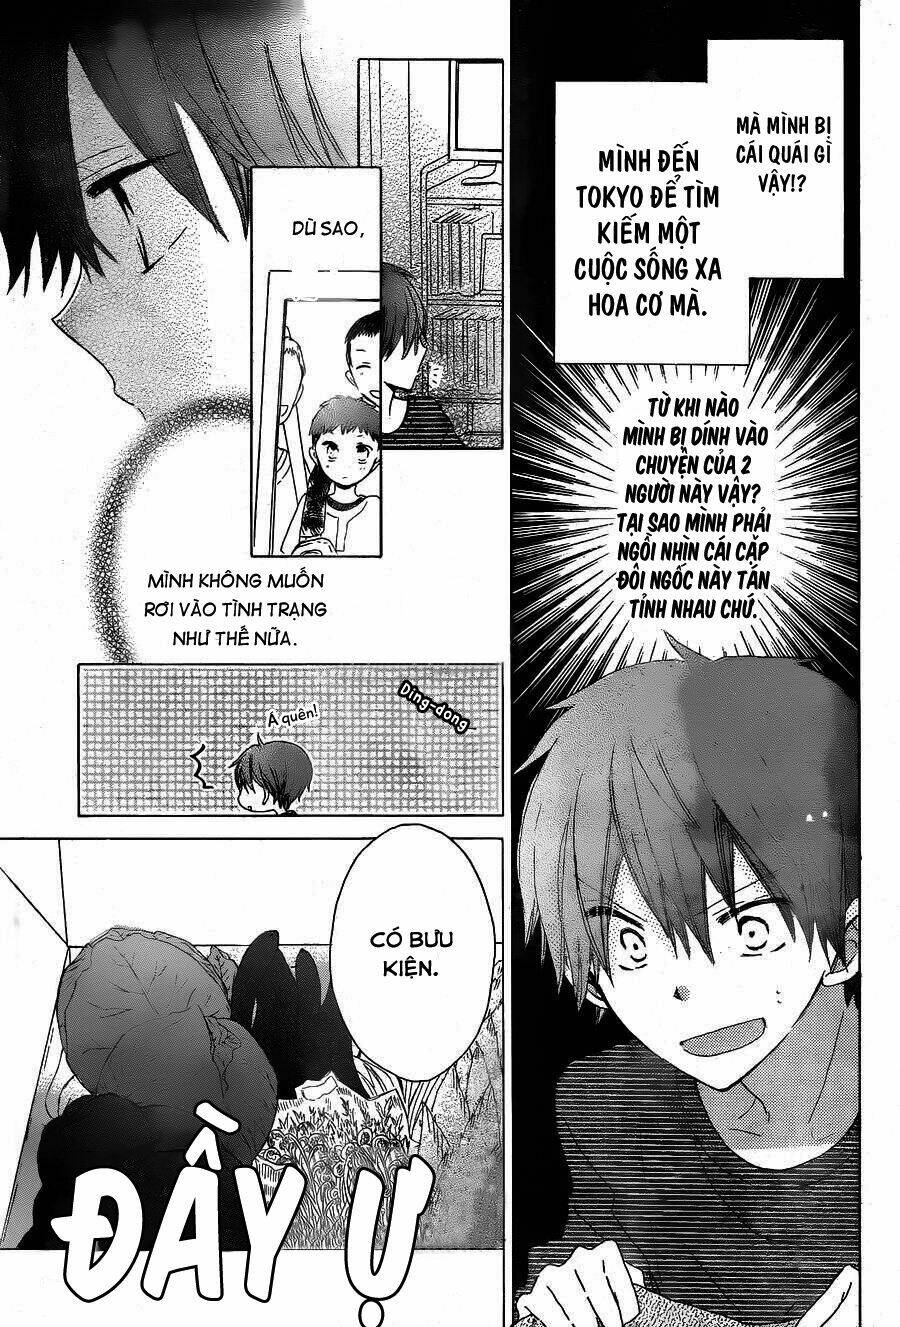 MÀ MÌNH BỊ
CÁI QUÁI GÌ
VẬY!?
MÌNH ĐẾN
TOKYO ĐỂ TÌM
KIẾM MỘT
CUỘC SỐNG XA
HOA CƠ MÀ.
TỪ KHI NÀO
MÌNH BỊ DÍNH VÀO
CHUYỆN CỦA 2
NGƯỜI NÀY VẬY?
TẠI SAO MÌNH PHẢI
NGỒI NHÌN CÁI CẶP
ĐÔI NGỐC NÀY TÁN
TỈNH NHAU CHỨ.
DÙ SAO,
MÌNH KHÔNG MUỐN
RƠI VÀO TÌNH TRẠNG
NHƯ THẾ NỮA.
Ding-dong
Á quên!
CÓ BƯU
KIỆN.
ĐẦY Ự